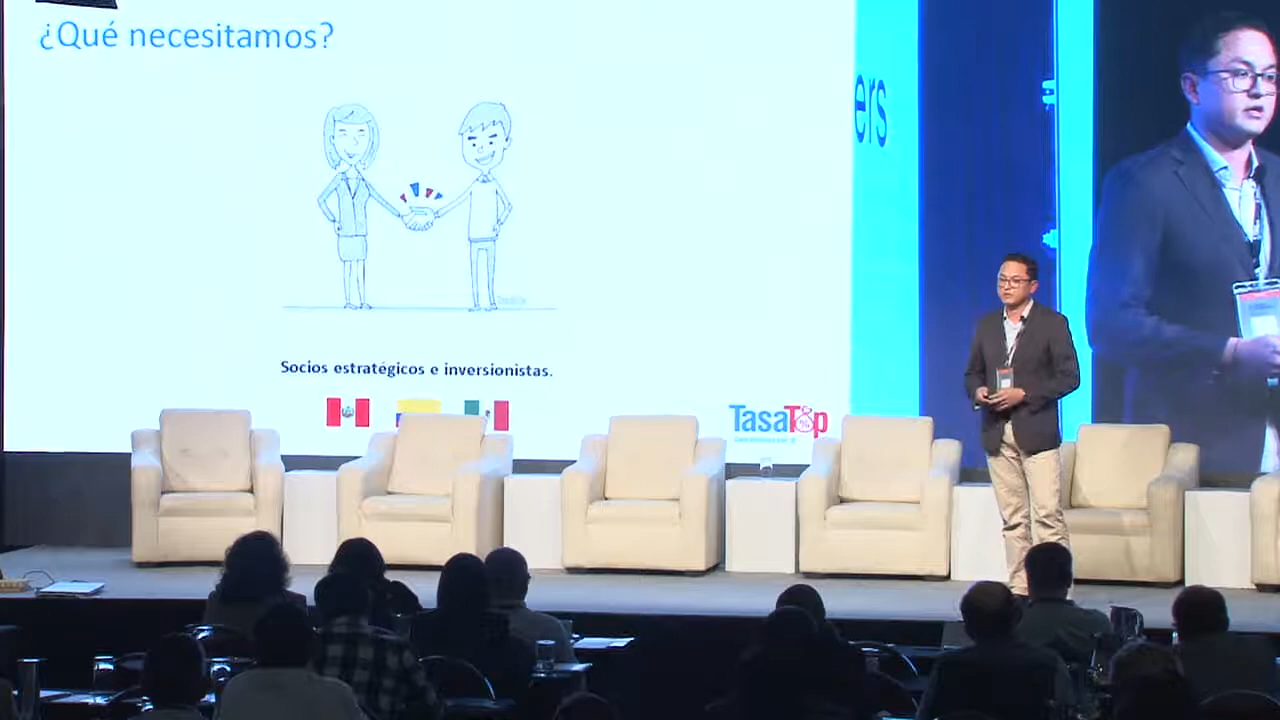 ¿Qué necesitamos?
ers
Socios estratégicos e inversionistas.
TasaTop